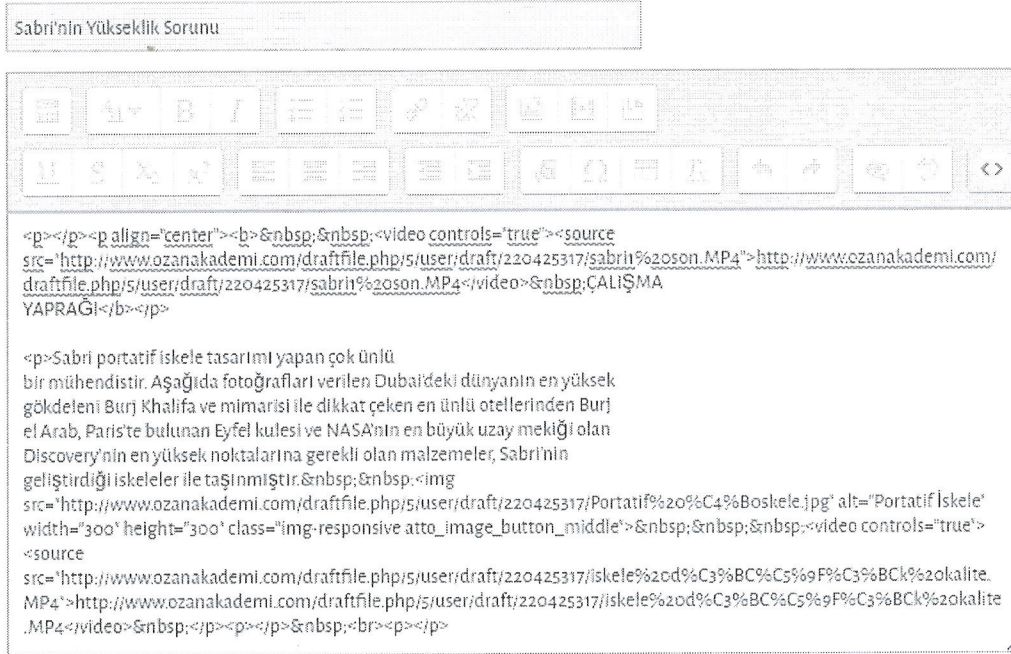 Sabri'nin Yükseklik Sorunu
<p></p><p align="center"><b>&nbsp;&nbsp;<video controls="true"><source
src="http://www.ozanakademi.com/draftfile.php/5/user/draft/220425317/sabri1%20son.MP4">http://www.ozanakademi.com/
draftfile.php/5/user/draft/220425317/sabri1%20son.MP4</video>&nbsp;ÇALIŞMA
YAPRAĞI</b></p>
<p>Sabri portatif iskele tasarımı yapan çok ünlü
bir mühendistir. Aşağıda fotoğrafları verilen Dubai'deki dünyanın en yüksek
gökdeleni Burj Khalifa ve mimarisi ile dikkat çeken en ünlü otellerinden Burj
el Arab, Paris'te bulunan Eyfel kulesi ve NASA'nın en büyük uzay mekiği olan
Discovery'nin en yüksek noktalarına gerekli olan malzemeler, Sabri'nin
geliştirdiği iskeleler ile taşınmıştır.&nbsp;&nbsp;<img
src="http://www.ozanakademi.com/draftfile.php/5/user/draft/220425317/Portatif%20%C4%B0skele.jpg" alt="Portatif İskele"
width="300" height="300" class="img-responsive atto_image_button_middle">&nbsp;&nbsp;&nbsp;<video controls="true">
<source
src="http://www.ozanakademi.com/draftfile.php/5/user/draft/220425317/iskele%20d%C3%BC%C5%9F%C3%BCk%20kalite.
MP4">http://www.ozanakademi.com/draftfile.php/5/user/draft/220425317/iskele%20d%C3%BC%C5%9F%C3%BCk%20kalite
.MP4</video>&nbsp;</p><p></p>&nbsp;<br><p></p>